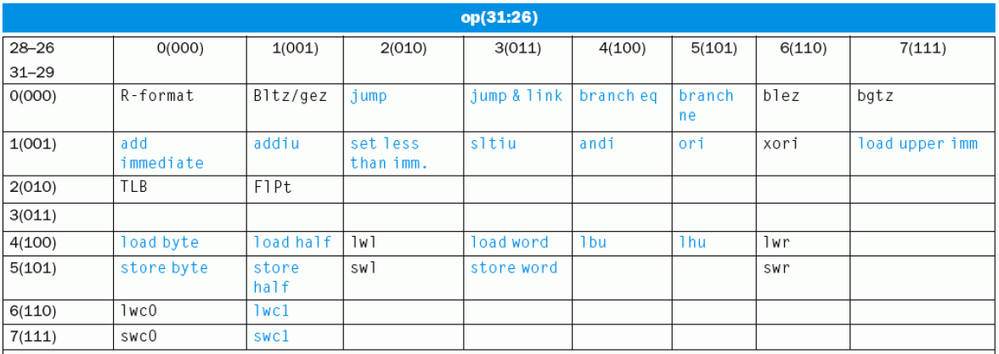 op(31:26)
28–26 0(000) 1(001) 2(010) 3(011) 4(100) 5(101) 6(110) 7(111)
31–29
0(000) R-format Bltz/gez jump jump & link branch eq branch blez bgtz
ne
1(001) add addiu set less sltiu andi ori xori load upper imm
immediate than imm.
2(010) TLB FlPt
3(011)
4(100) load byte load half lwl load word lbu lhu lwr
5(101) store byte store swl store word swr
half
6(110) lwc0 lwc1
7(111) swc0 swc1